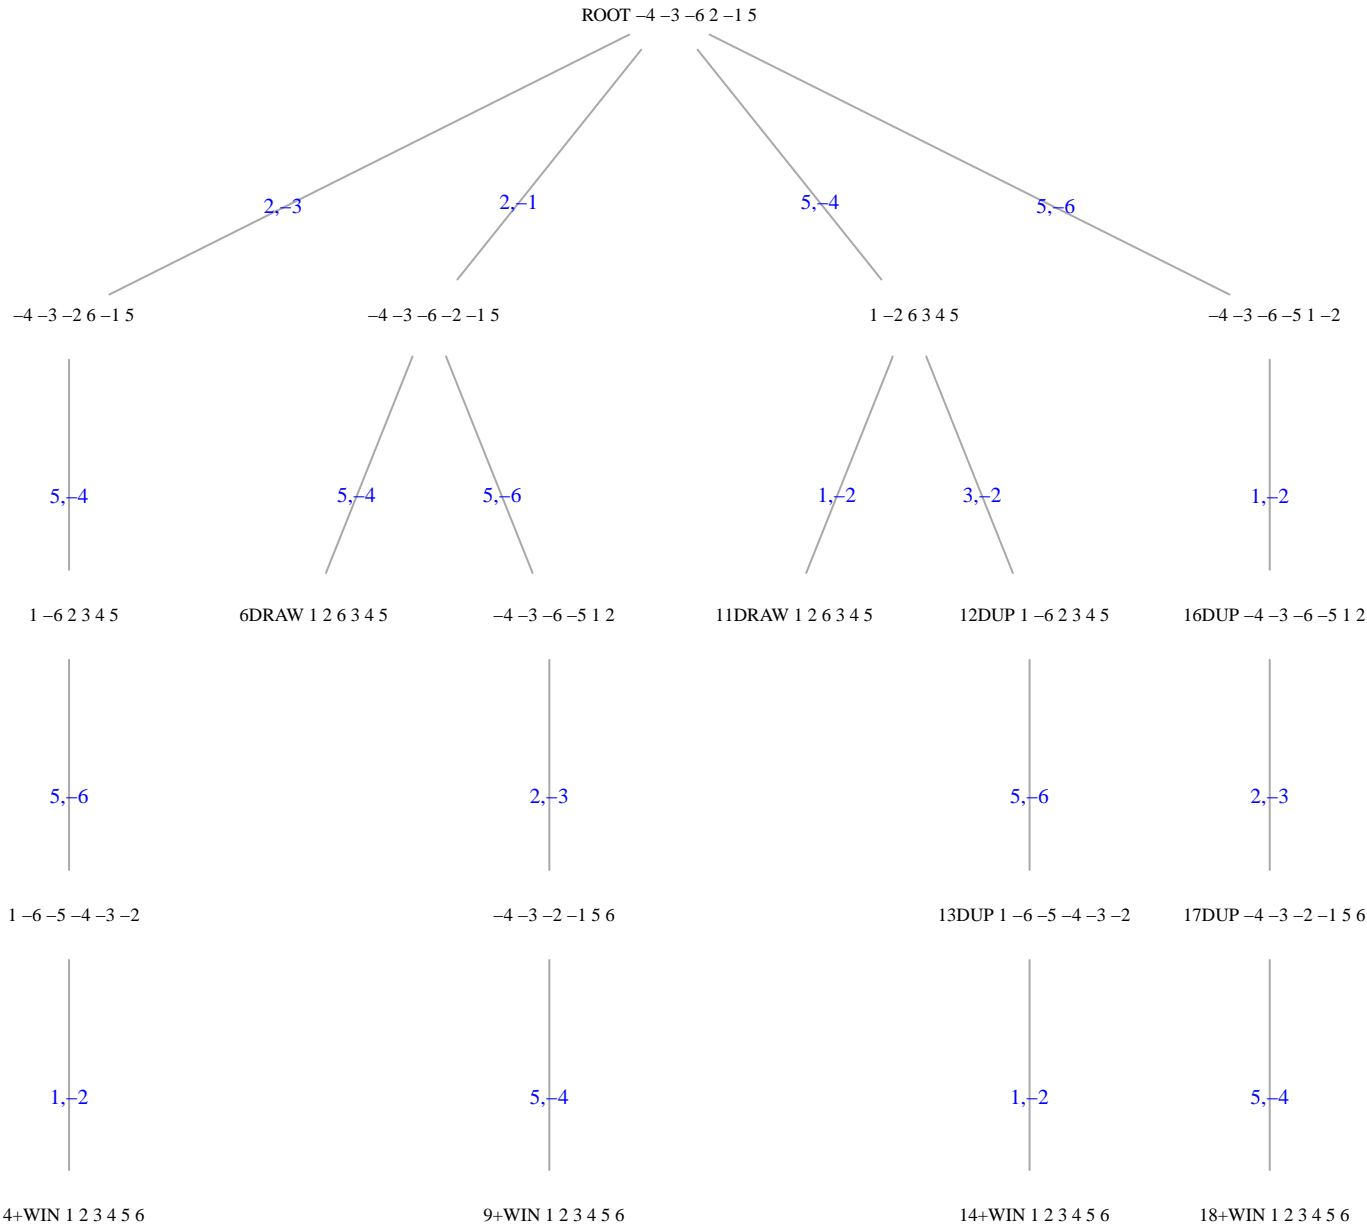 ROOT –4 –3 –6 2 –1 5
2,–3
2,–1
5,–4
5,–6
–4 –3 –2 6 –1 5
–4 –3 –6 –2 –1 5
1 –2 6 3 4 5
–4 –3 –6 –5 1 –2
5,–4
5,–4
5,–6
1,–2
3,–2
1,–2
1 –6 2 3 4 5
6DRAW 1 2 6 3 4 5
–4 –3 –6 –5 1 2
11DRAW 1 2 6 3 4 5
12DUP 1 –6 2 3 4 5
16DUP –4 –3 –6 –5 1 2
5,–6
2,–3
5,–6
2,–3
1 –6 –5 –4 –3 –2
–4 –3 –2 –1 5 6
13DUP 1 –6 –5 –4 –3 –2
17DUP –4 –3 –2 –1 5 6
1,–2
5,–4
1,–2
5,–4
4+WIN 1 2 3 4 5 6
9+WIN 1 2 3 4 5 6
14+WIN 1 2 3 4 5 6
18+WIN 1 2 3 4 5 6